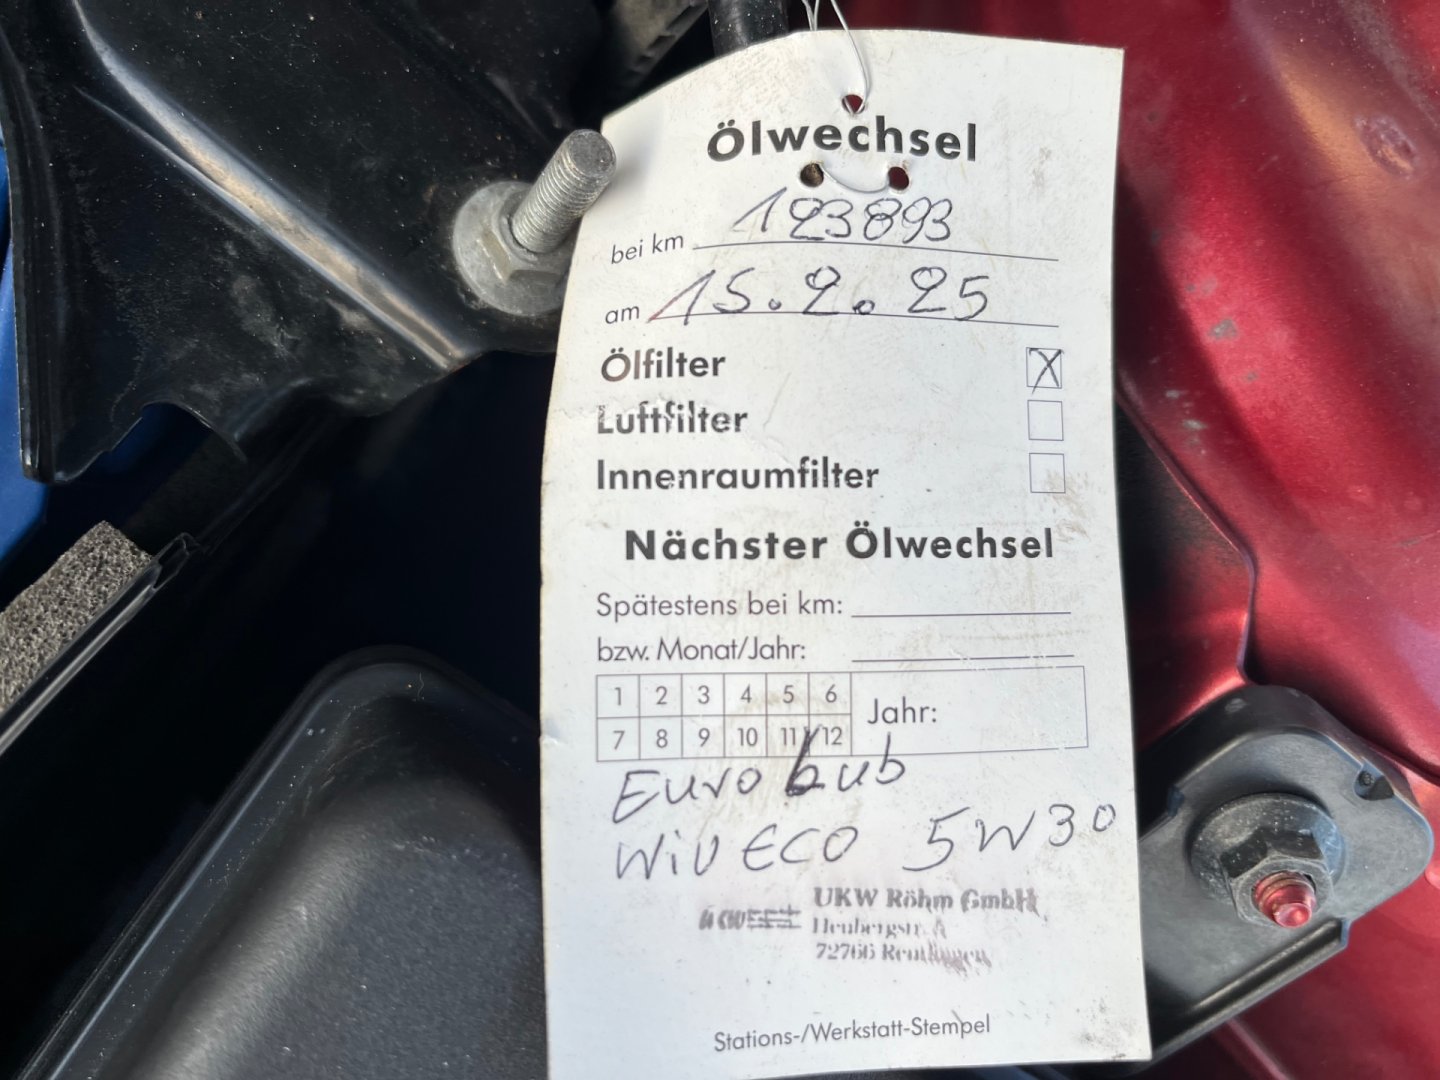 Ölwechsel
bei km 123893
am 15.2.25
Ölfilter X
Luftfilter
Innenraumfilter
Nächster Ölwechsel
Spätestens bei km:
bzw. Monat/Jahr:
1 2 3 4 5 6
Jahr:
7 8 9 10 11 12
Euro lub
WIV ECO 5W30
UKW Röhm GmbH
72766 Reutlingen
Stations-/Werkstatt-Stempel